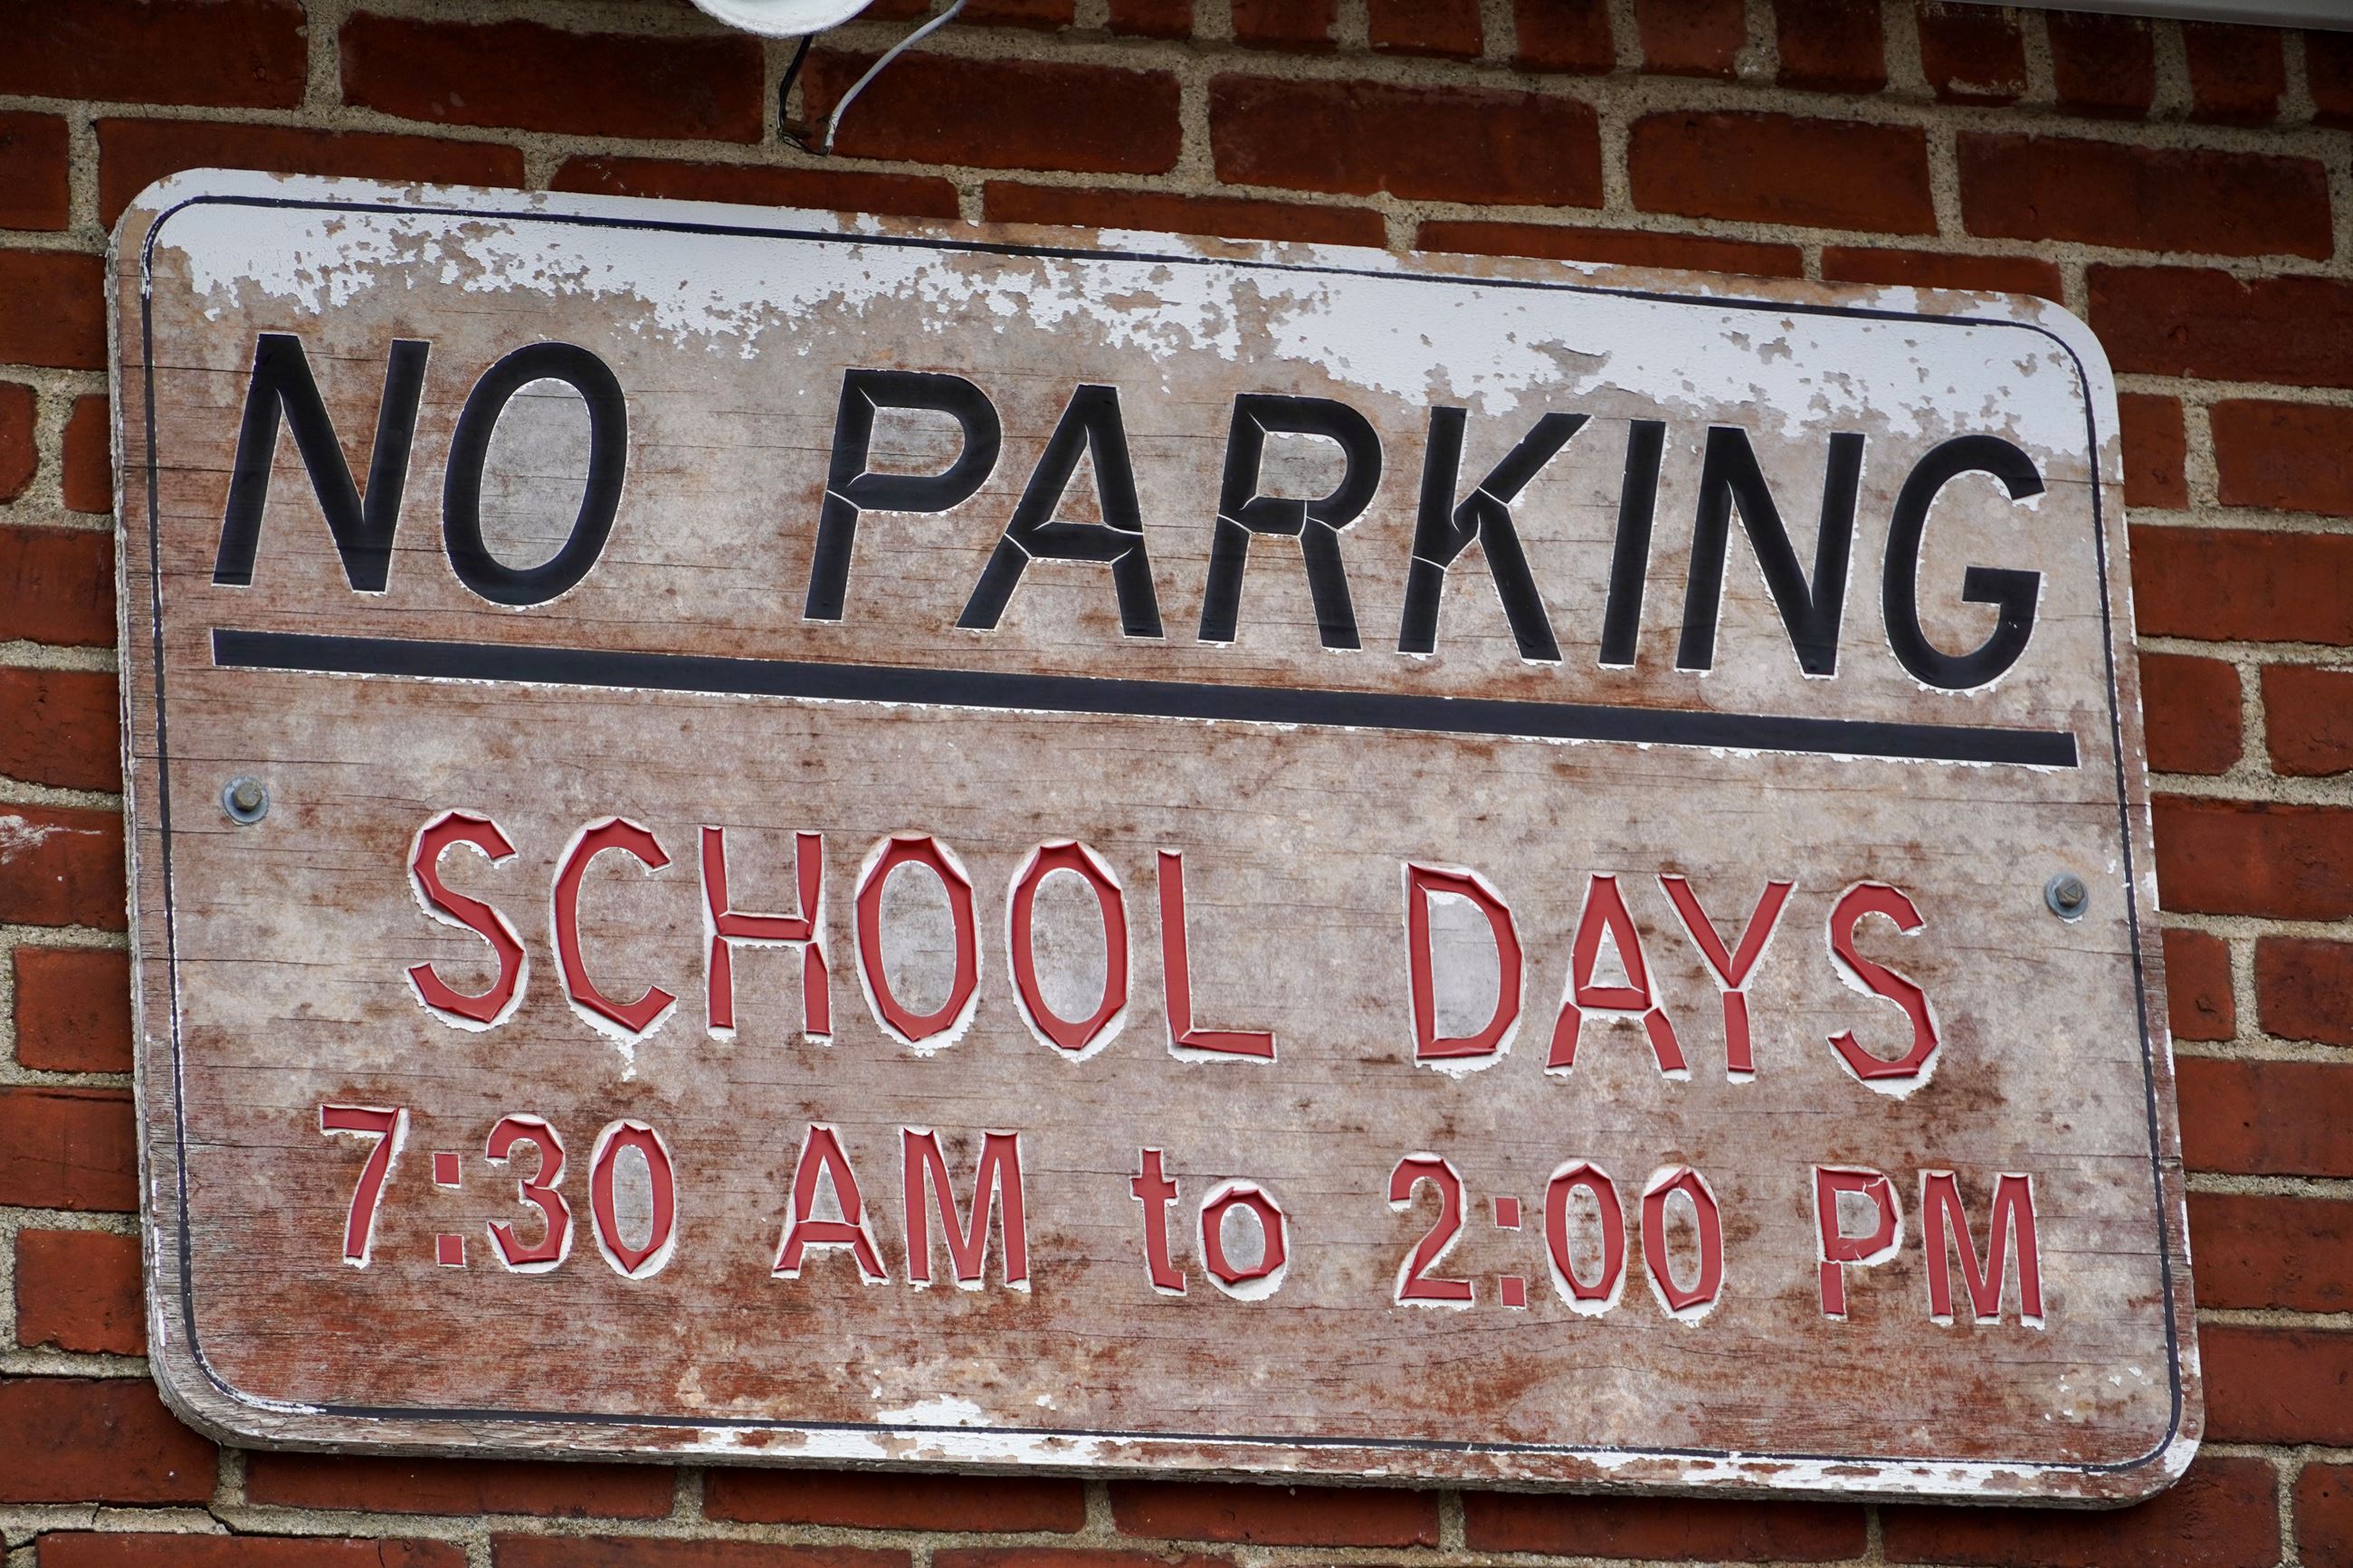 NO PARKING
SCHOOL DAYS
7:30 AM to 2:00 PM